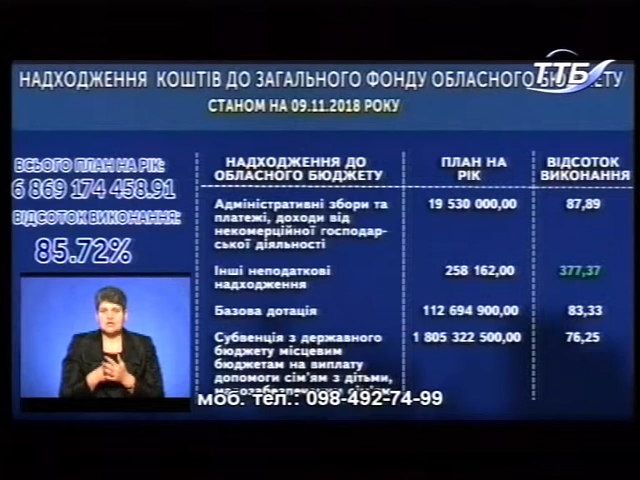 НАДХОДЖЕННЯ КОШТІВ ДО ЗАГАЛЬНОГО ФОНДУ ОБЛАСНОГО БЮДЖЕТУ
ТТБ
СТАНОМ НА 09.11.2018 РОКУ
ВСЬОГО ПЛАН НА РІК:
6 869 174 458.91
ВІДСОТОК ВИКОНАННЯ:
85.72%
НАДХОДЖЕННЯ ДО
ОБЛАСНОГО БЮДЖЕТУ
ПЛАН НА
РІК
ВІДСОТОК
ВИКОНАННЯ
Адміністративні збори та
платежі, доходи від
некомерційної господар-
ської діяльності
19 530 000,00
87,89
Інші неподаткові
надходження
258 162,00
377,37
Базова дотація
112 694 900,00
83,33
Субвенція з державного
бюджету місцевим
бюджетам на виплату
допомоги сім'ям з дітьми,
1 805 322 500,00
76,25
моб. тел.: 098-492-74-99